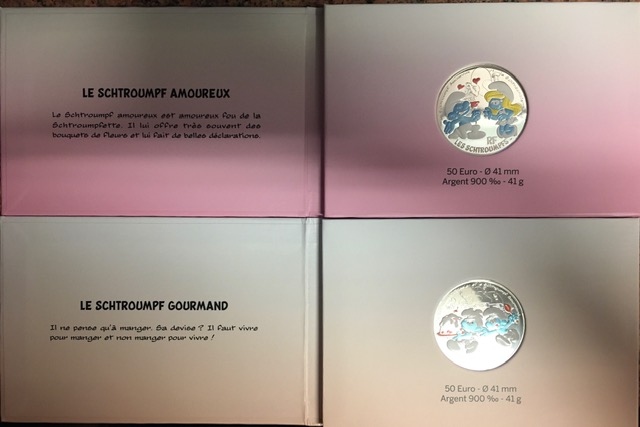 LE SCHTROUMPF AMOUREUX
Le Schtroumpf amoureux est amoureux fou de la
Schtroumpfette. Il lui offre très souvent des
bouquets de fleurs et lui fait de belles déclarations.
LES SCHTROUMPFS
RF
50 Euro - Ø 41 mm
Argent 900 ‰ - 41 g
LE SCHTROUMPF GOURMAND
Il ne pense qu'à manger. Sa devise ? Il faut vivre
pour manger et non manger pour vivre !
50 Euro - Ø 41 mm
Argent 900 ‰ - 41 g